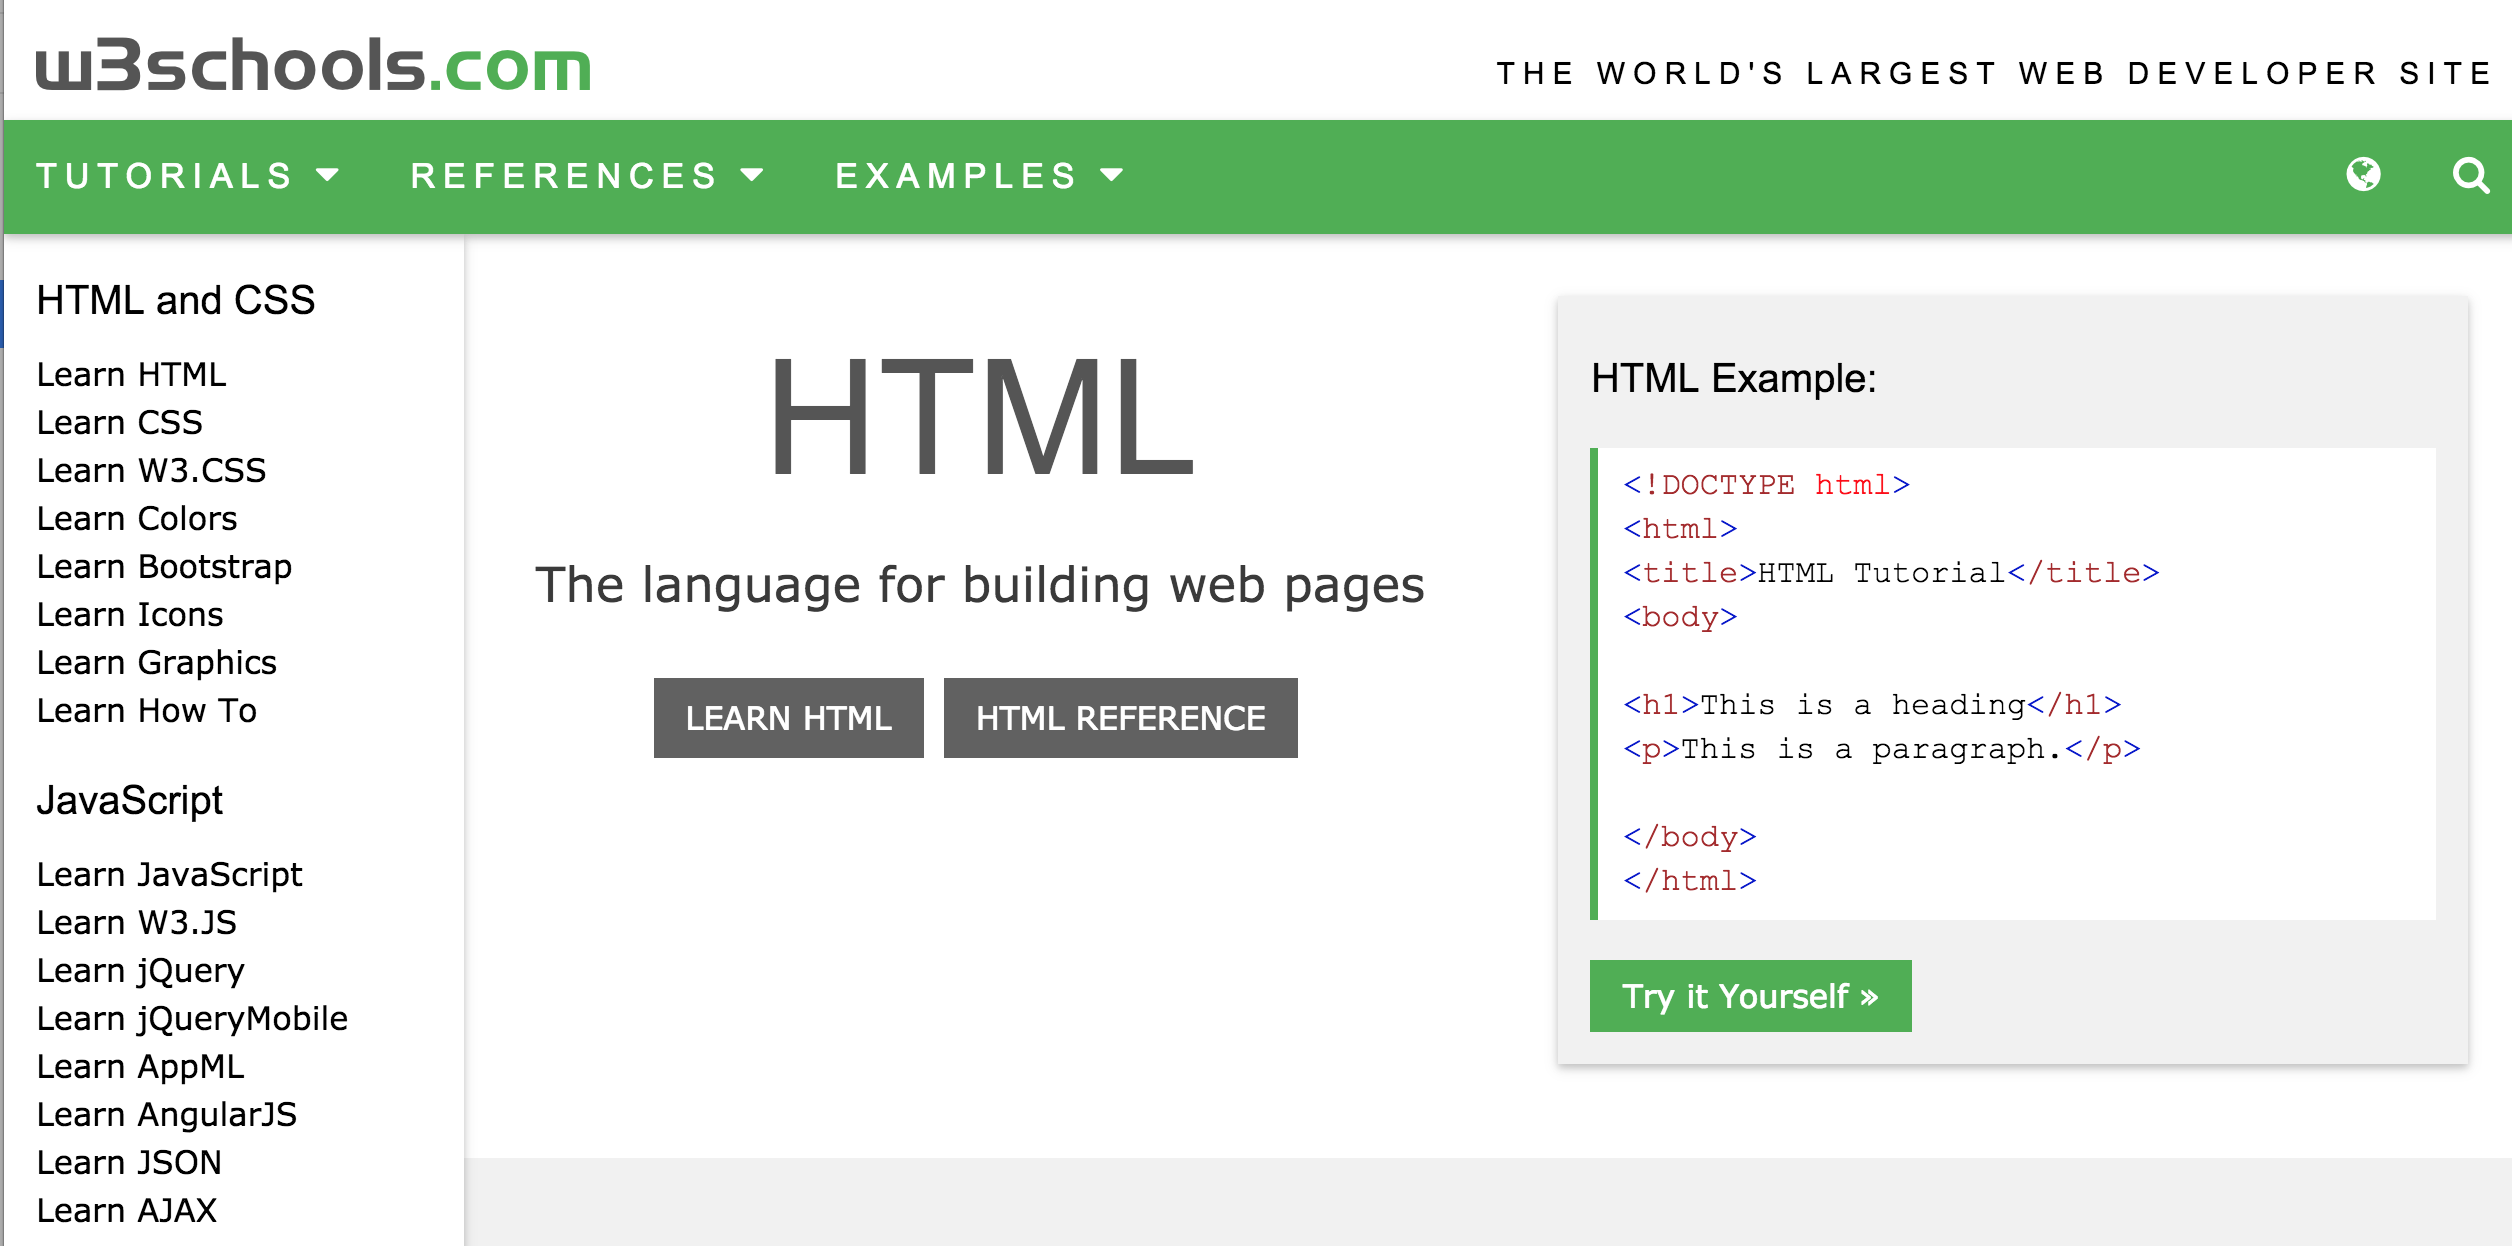 w3schools.com
THE WORLD'S LARGEST WEB DEVELOPER SITE
TUTORIALS REFERENCES EXAMPLES
HTML and CSS
Learn HTML
Learn CSS
Learn W3.CSS
Learn Colors
Learn Bootstrap
Learn Icons
Learn Graphics
Learn How To
JavaScript
Learn JavaScript
Learn W3.JS
Learn jQuery
Learn jQueryMobile
Learn AppML
Learn AngularJS
Learn JSON
Learn AJAX
HTML
The language for building web pages
LEARN HTML HTML REFERENCE
HTML Example:
<!DOCTYPE html>
<html>
<title>HTML Tutorial</title>
<body>
<h1>This is a heading</h1>
<p>This is a paragraph.</p>
</body>
</html>
Try it Yourself »